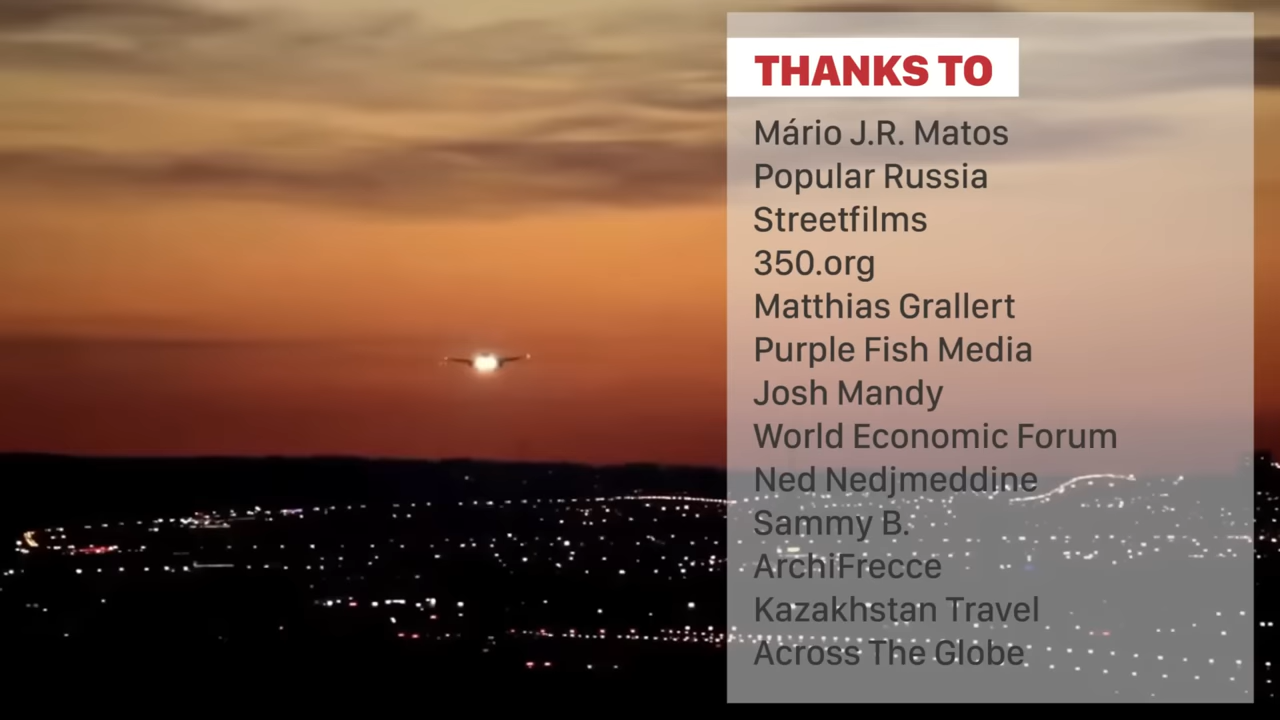 THANKS TO
Mário J.R. Matos
Popular Russia
Streetfilms
350.org
Matthias Grallert
Purple Fish Media
Josh Mandy
World Economic Forum
Ned Nedjmeddine
Sammy B.
ArchiFrecce
Kazakhstan Travel
Across The Globe